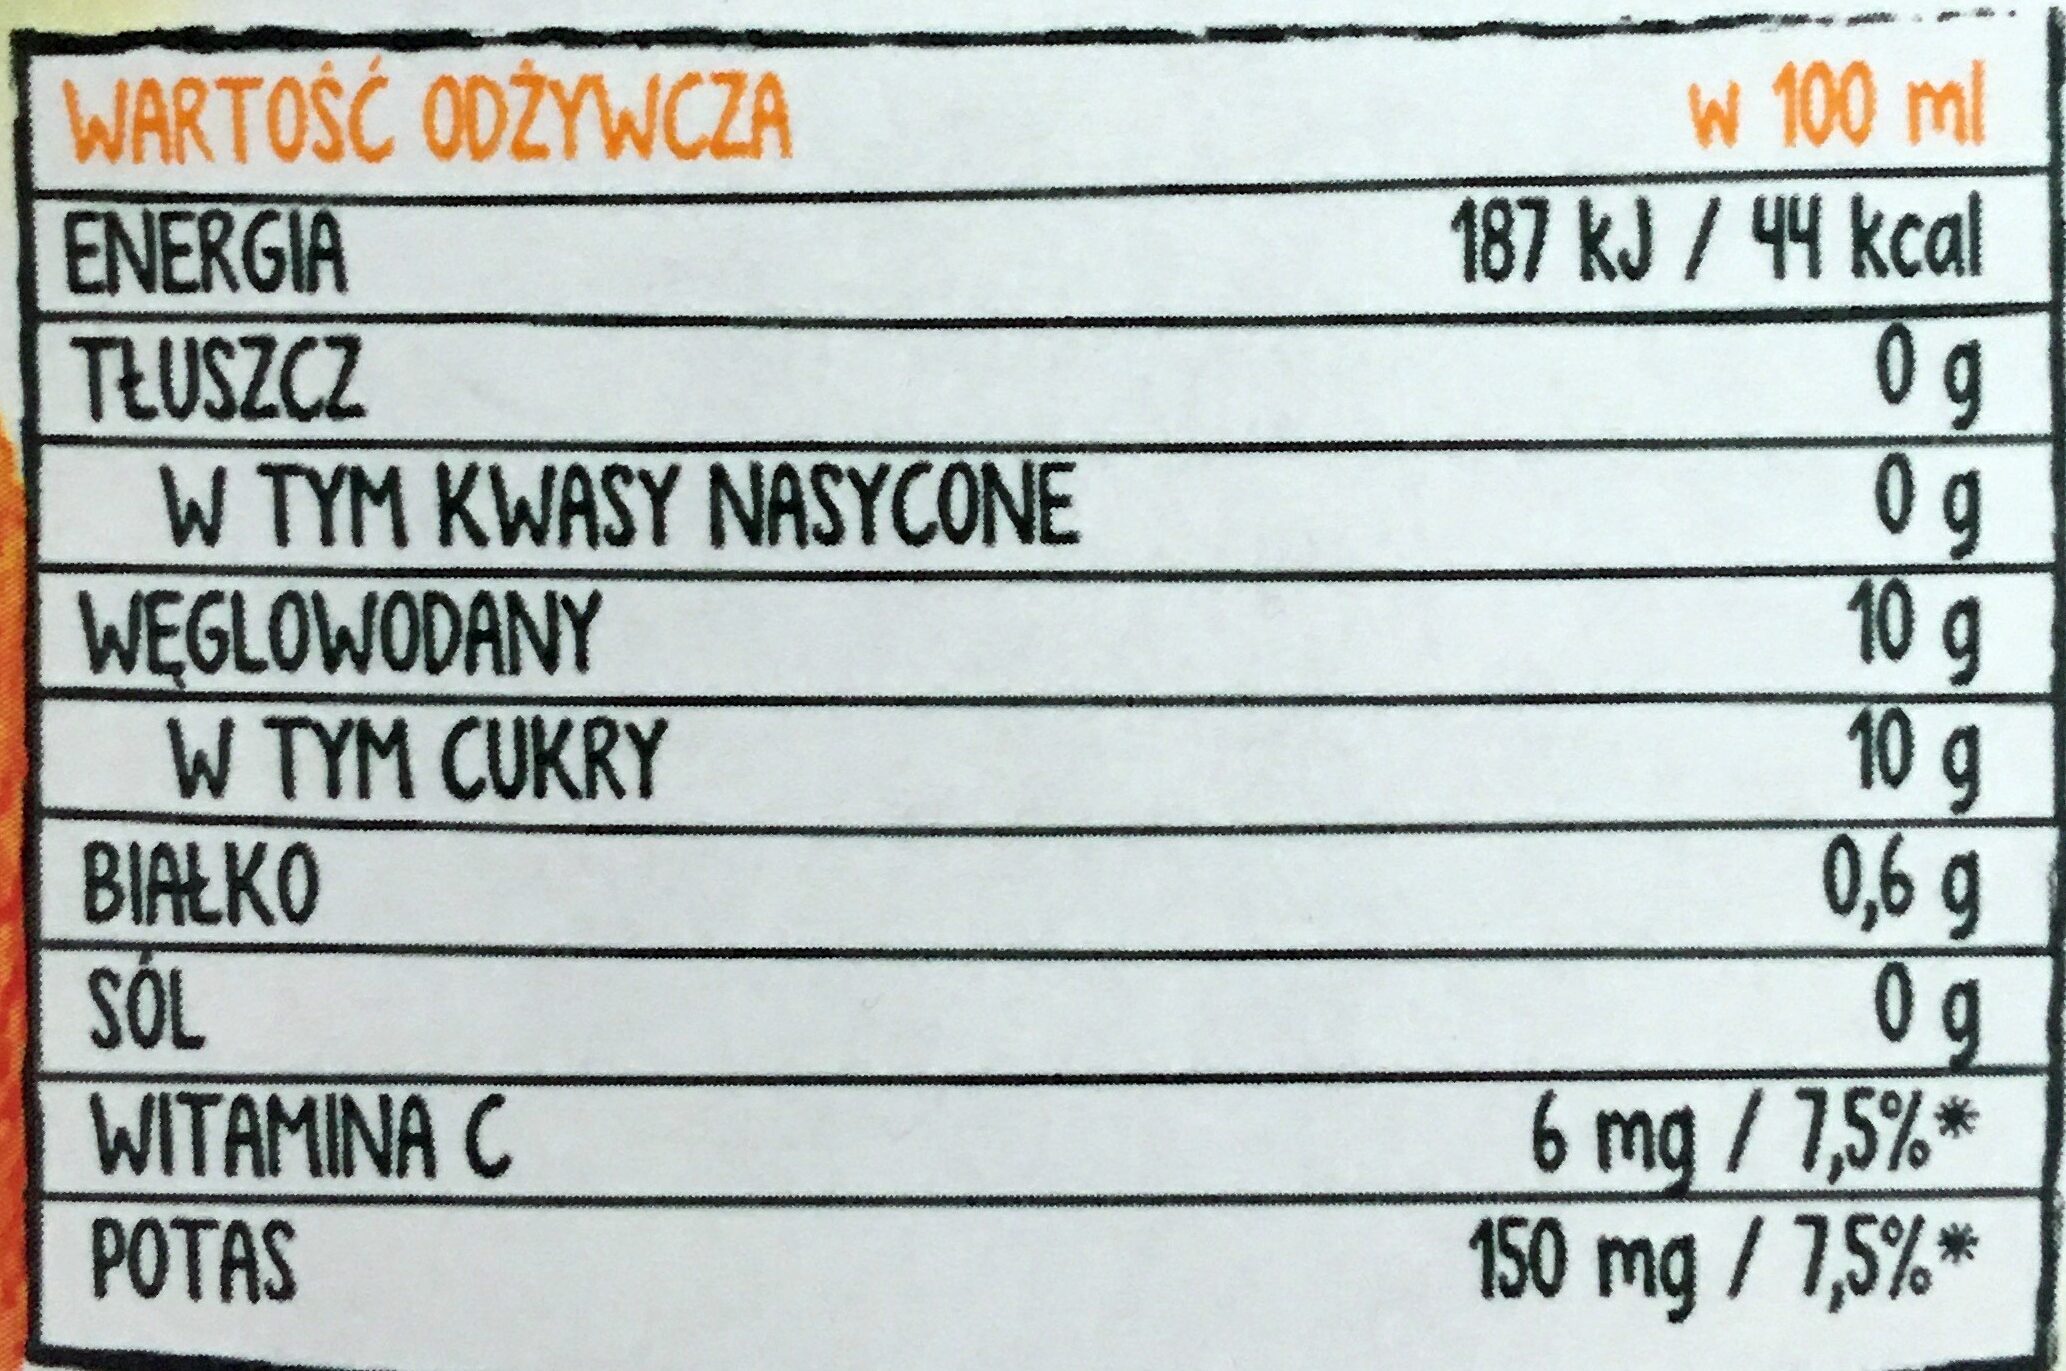 WARTOŚĆ ODŻYWCZA w 100 ml
ENERGIA 187 kJ / 44 kcal
TŁUSZCZ 0 g
W TYM KWASY NASYCONE 0 g
WĘGLOWODANY 10 g
W TYM CUKRY 10 g
BIAŁKO 0,6 g
SÓL 0 g
WITAMINA C 6 mg / 7,5%*
POTAS 150 mg / 7,5%*